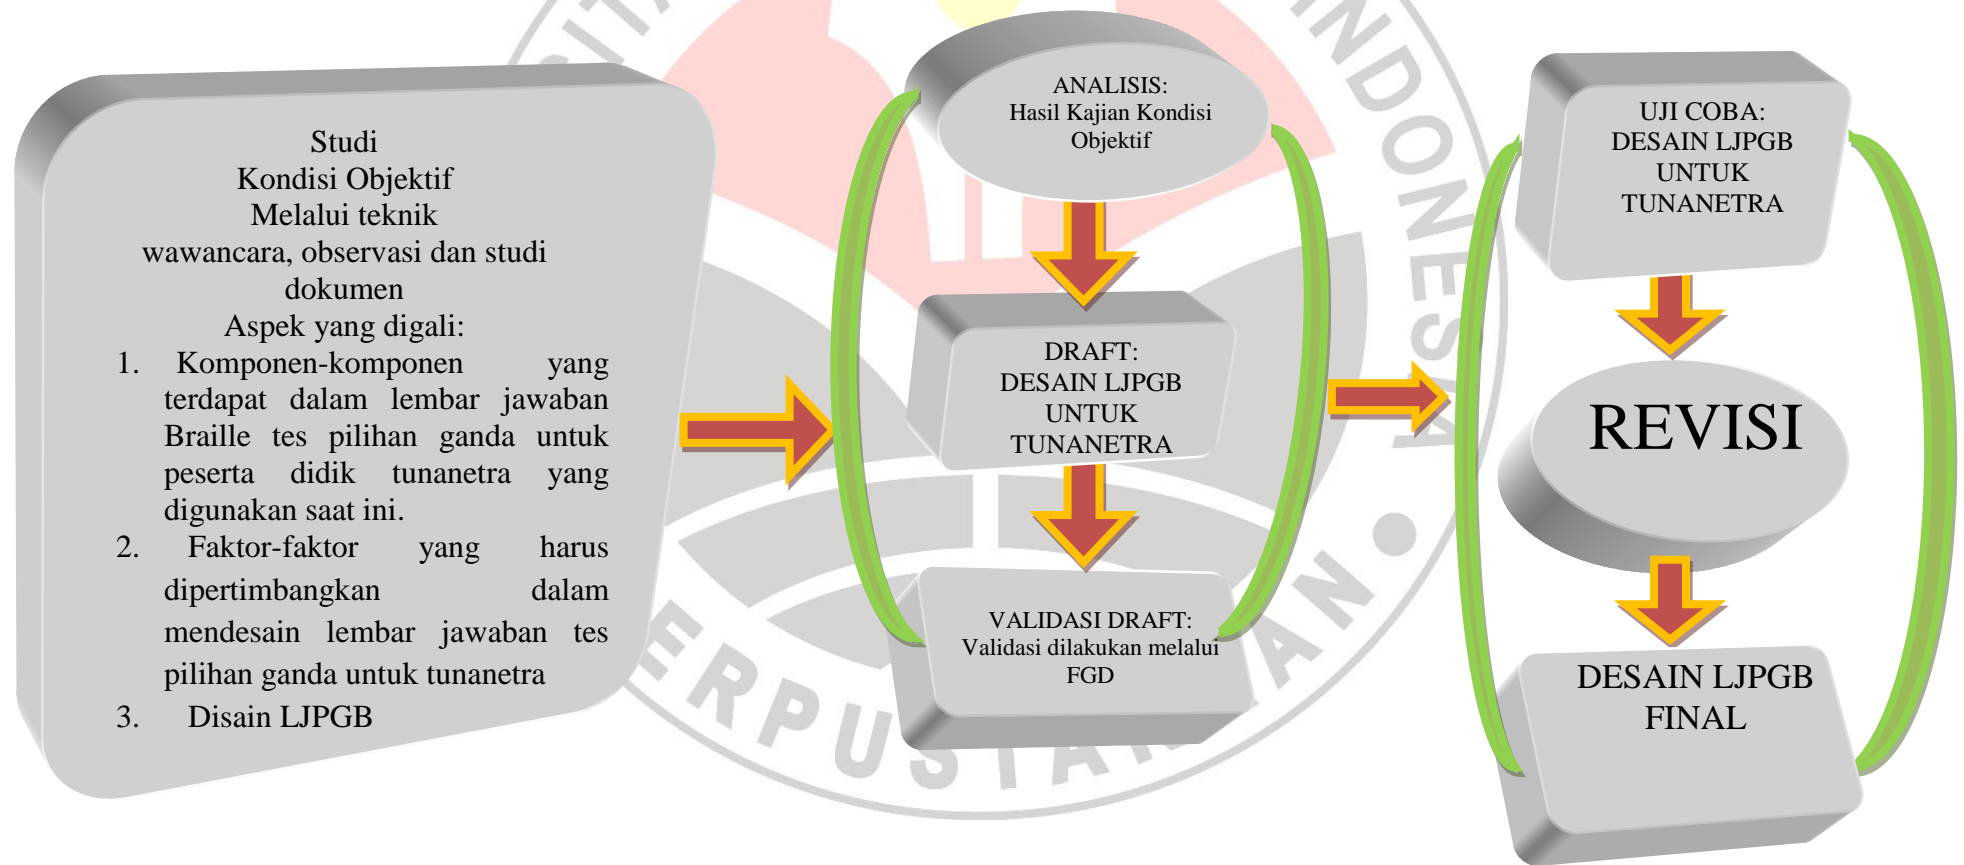 Studi
Kondisi Objektif
Melalui teknik
wawancara, observasi dan studi
dokumen
Aspek yang digali:
1. Komponen-komponen yang
terdapat dalam lembar jawaban
Braille tes pilihan ganda untuk
peserta didik tunanetra yang
digunakan saat ini.
2. Faktor-faktor yang harus
dipertimbangkan dalam
mendesain lembar jawaban tes
pilihan ganda untuk tunanetra
3. Disain LJPGB
ANALISIS:
Hasil Kajian Kondisi
Objektif
DRAFT:
DESAIN LJPGB
UNTUK
TUNANETRA
VALIDASI DRAFT:
Validasi dilakukan melalui
FGD
UJI COBA:
DESAIN LJPGB
UNTUK
TUNANETRA
REVISI
DESAIN LJPGB
FINAL
INDONESIA